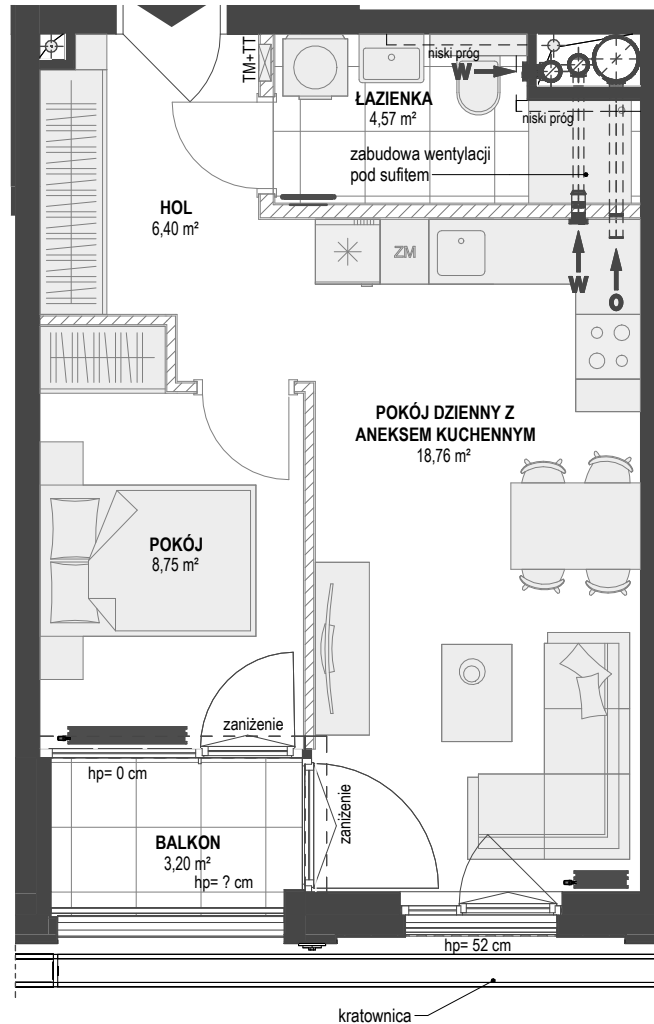 TM+TT
niski próg
W
ŁAZIENKA
4,57 m²
niski próg
zabudowa wentylacji
pod sufitem
HOL
6,40 m²
ZM
W
O
POKÓJ DZIENNY Z
ANEKSEM KUCHENNYM
18,76 m²
POKÓJ
8,75 m²
zaniżenie
hp= 0 cm
zaniżenie
BALKON
3,20 m²
hp= ? cm
hp= 52 cm
kratownica